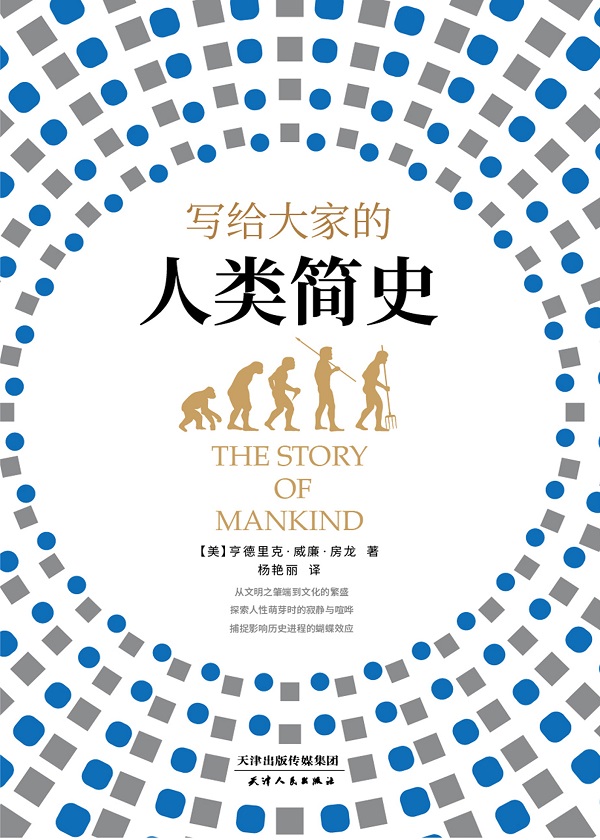 写给大家的
人类简史
THE STORY
OF
MANKIND
【美】亨德里克·威廉·房龙 著
杨艳丽 译
从文明之肇端到文化的繁盛
探索人性萌芽时的寂静与喧哗
捕捉影响历史进程的蝴蝶效应
天津出版传媒集团
天津人民出版社